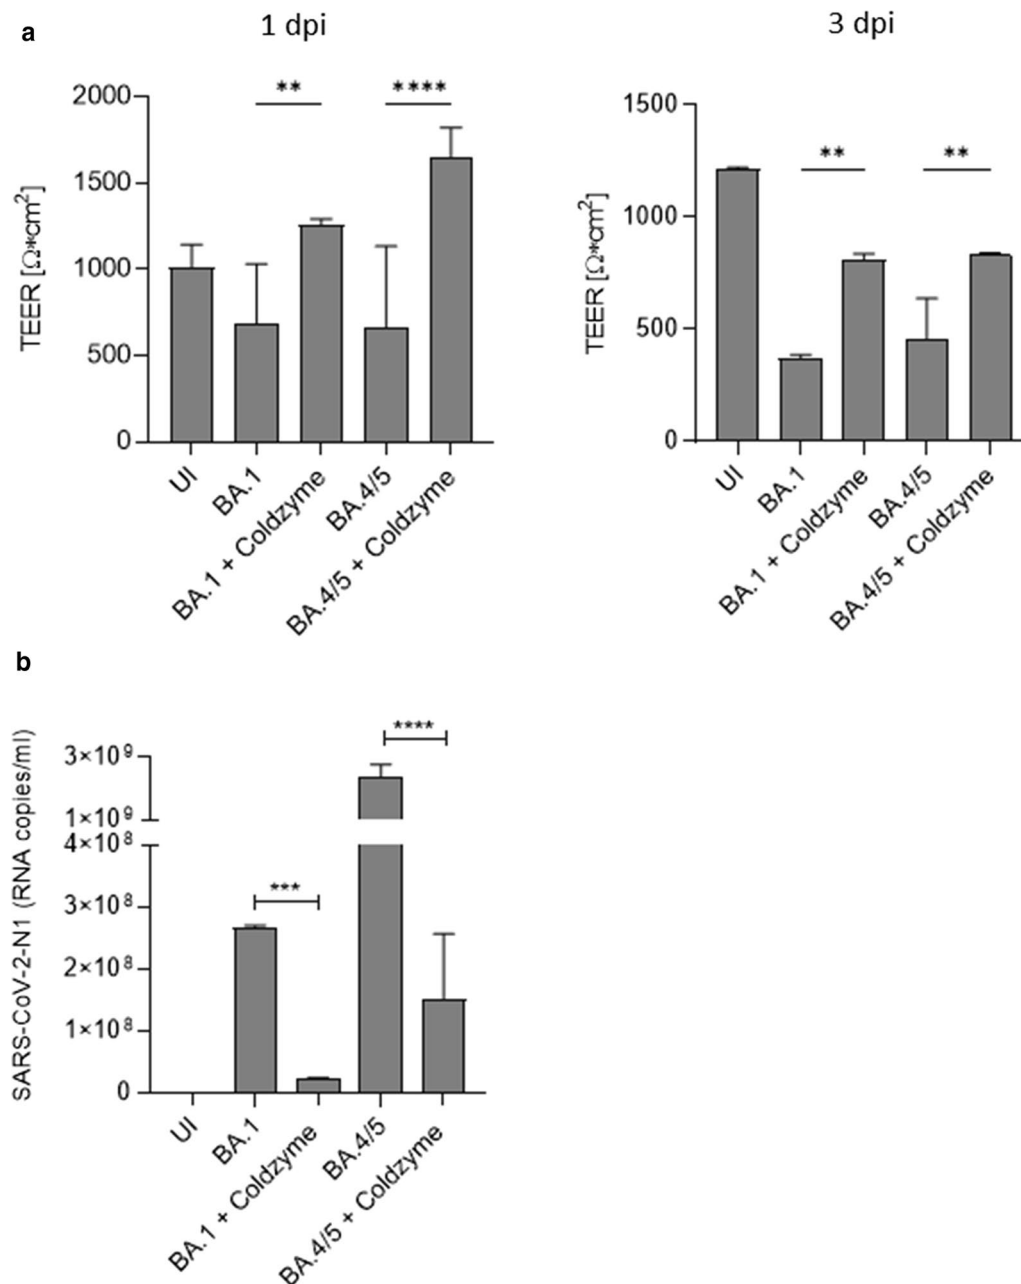 a
1 dpi
3 dpi
TEER [Ω*cm²]
2000
1500
1000
500
0
**
****
UI
BA.1
BA.1 + Coldzyme
BA.4/5
BA.4/5 + Coldzyme
TEER [Ω*cm²]
1500
1000
500
0
**
**
UI
BA.1
BA.1 + Coldzyme
BA.4/5
BA.4/5 + Coldzyme
b
SARS-CoV-2-N1 (RNA copies/ml)
3×10⁹
1×10⁹
4×10⁸
3×10⁸
2×10⁸
1×10⁸
0
***
****
UI
BA.1
BA.1 + Coldzyme
BA.4/5
BA.4/5 + Coldzyme